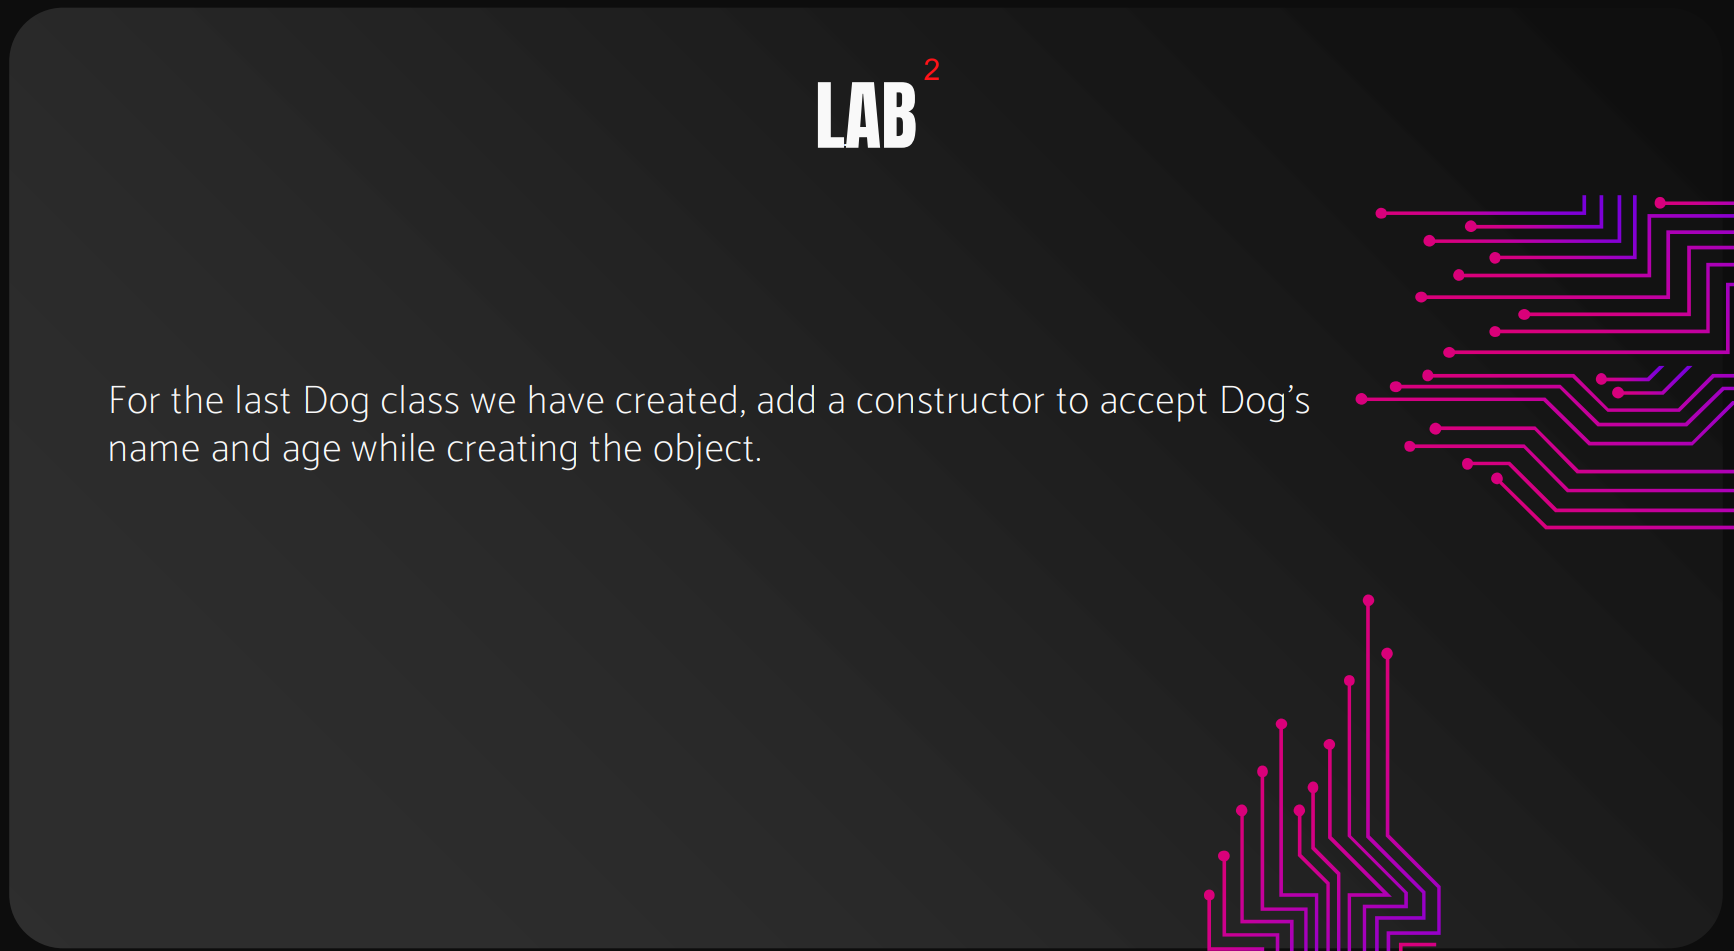 LAB 2
For the last Dog class we have created, add a constructor to accept Dog’s
name and age while creating the object.